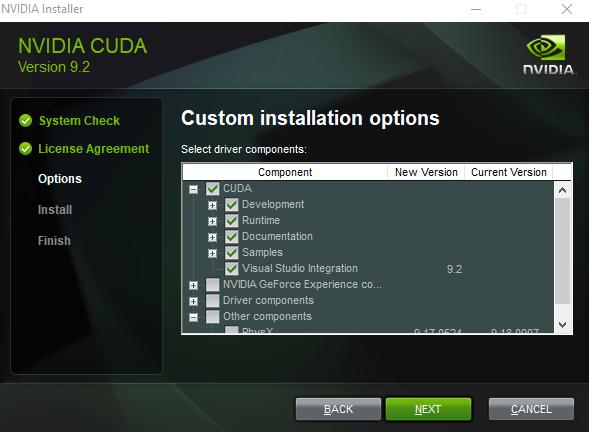 NVIDIA Installer
NVIDIA CUDA
Version 9.2
NVIDIA.
System Check
License Agreement
Options
Install
Finish
Custom installation options
Select driver components:
Component New Version Current Version
CUDA
Development
Runtime
Documentation
Samples
Visual Studio Integration 9.2
NVIDIA GeForce Experience co...
Driver components
Other components
PhysX 9.17.0524 9.18.0907
BACK NEXT CANCEL